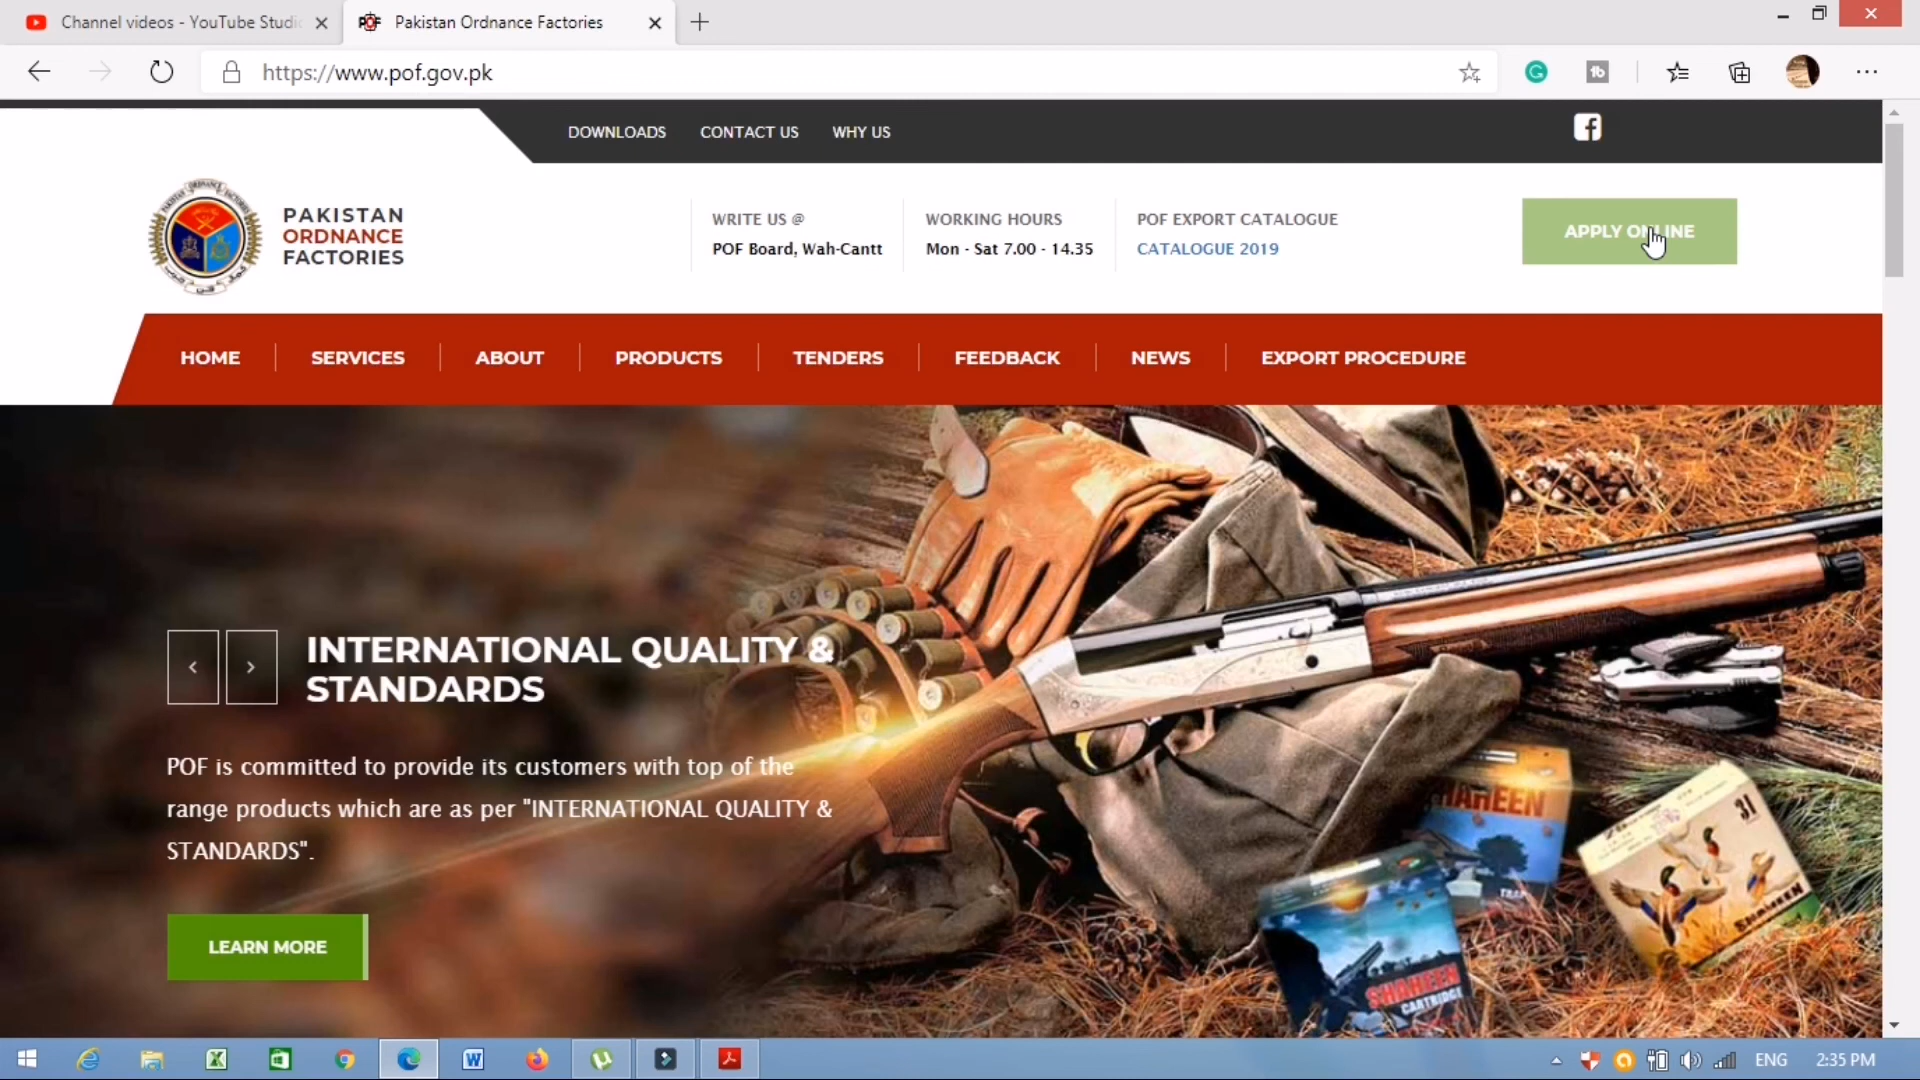 Channel videos - YouTube Studi
Pakistan Ordnance Factories
https://www.pof.gov.pk
DOWNLOADS CONTACT US WHY US
PAKISTAN
ORDNANCE
FACTORIES
WRITE US @
POF Board, Wah-Cantt
WORKING HOURS
Mon - Sat 7.00 - 14.35
POF EXPORT CATALOGUE
CATALOGUE 2019
APPLY ONLINE
HOME SERVICES ABOUT PRODUCTS TENDERS FEEDBACK NEWS EXPORT PROCEDURE
INTERNATIONAL QUALITY &
STANDARDS
POF is committed to provide its customers with top of the
range products which are as per "INTERNATIONAL QUALITY &
STANDARDS".
LEARN MORE
SHAHEEN
TRAP
31
SHAHEEN
SHAHEEN
CARTRIDGE
ENG 2:35 PM